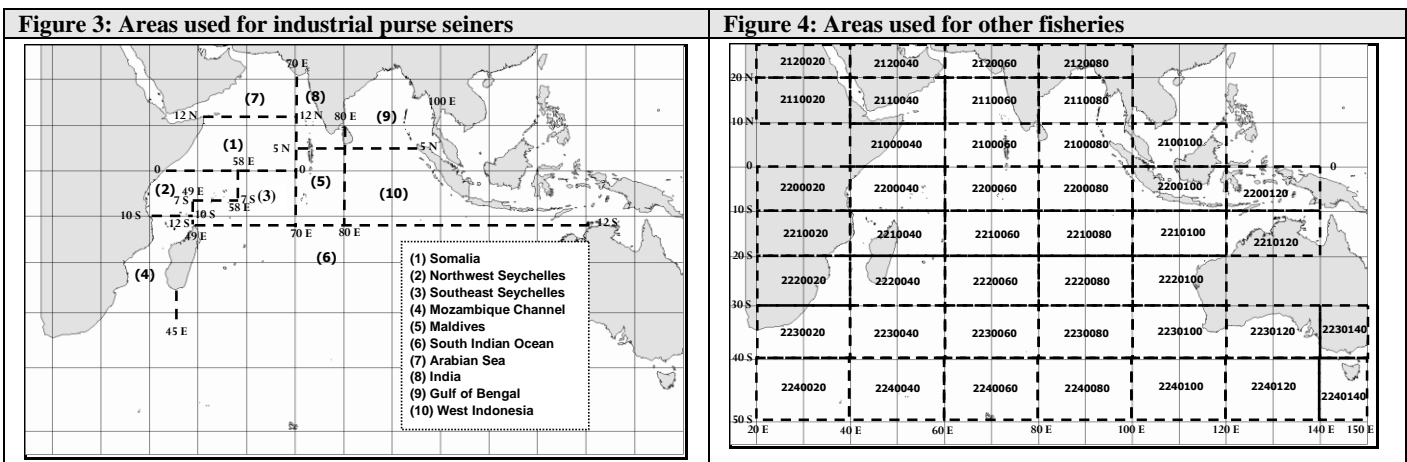 Figure 3: Areas used for industrial purse seiners
70 E
(7)
(8)
100 E
12 N
12 N
80 E
(9)
(1)
5 N
5 N
58 E
0
0
(2)
49 E
(3)
(5)
7 S
7 S
58 E
(10)
10 S
10 S
12 S
12 S
49 E
70 E
80 E
(6)
(4)
45 E
(1) Somalia
(2) Northwest Seychelles
(3) Southeast Seychelles
(4) Mozambique Channel
(5) Maldives
(6) South Indian Ocean
(7) Arabian Sea
(8) India
(9) Gulf of Bengal
(10) West Indonesia
Figure 4: Areas used for other fisheries
2120020 2120040 2120060 2120080
20 N
2110020 2110040 2110060 2110080
10 N
21000040 2100060 2100080 2100100
0 0
2200020 2200040 2200060 2200080 2200100 2200120
10 S
2210020 2210040 2210060 2210080 2210100 2210120
20 S
2220020 2220040 2220060 2220080 2220100
30 S
2230020 2230040 2230060 2230080 2230100 2230120 2230140
40 S
2240020 2240040 2240060 2240080 2240100 2240120 2240140
50 S
20 E 40 E 60 E 80 E 100 E 120 E 140 E 150 E